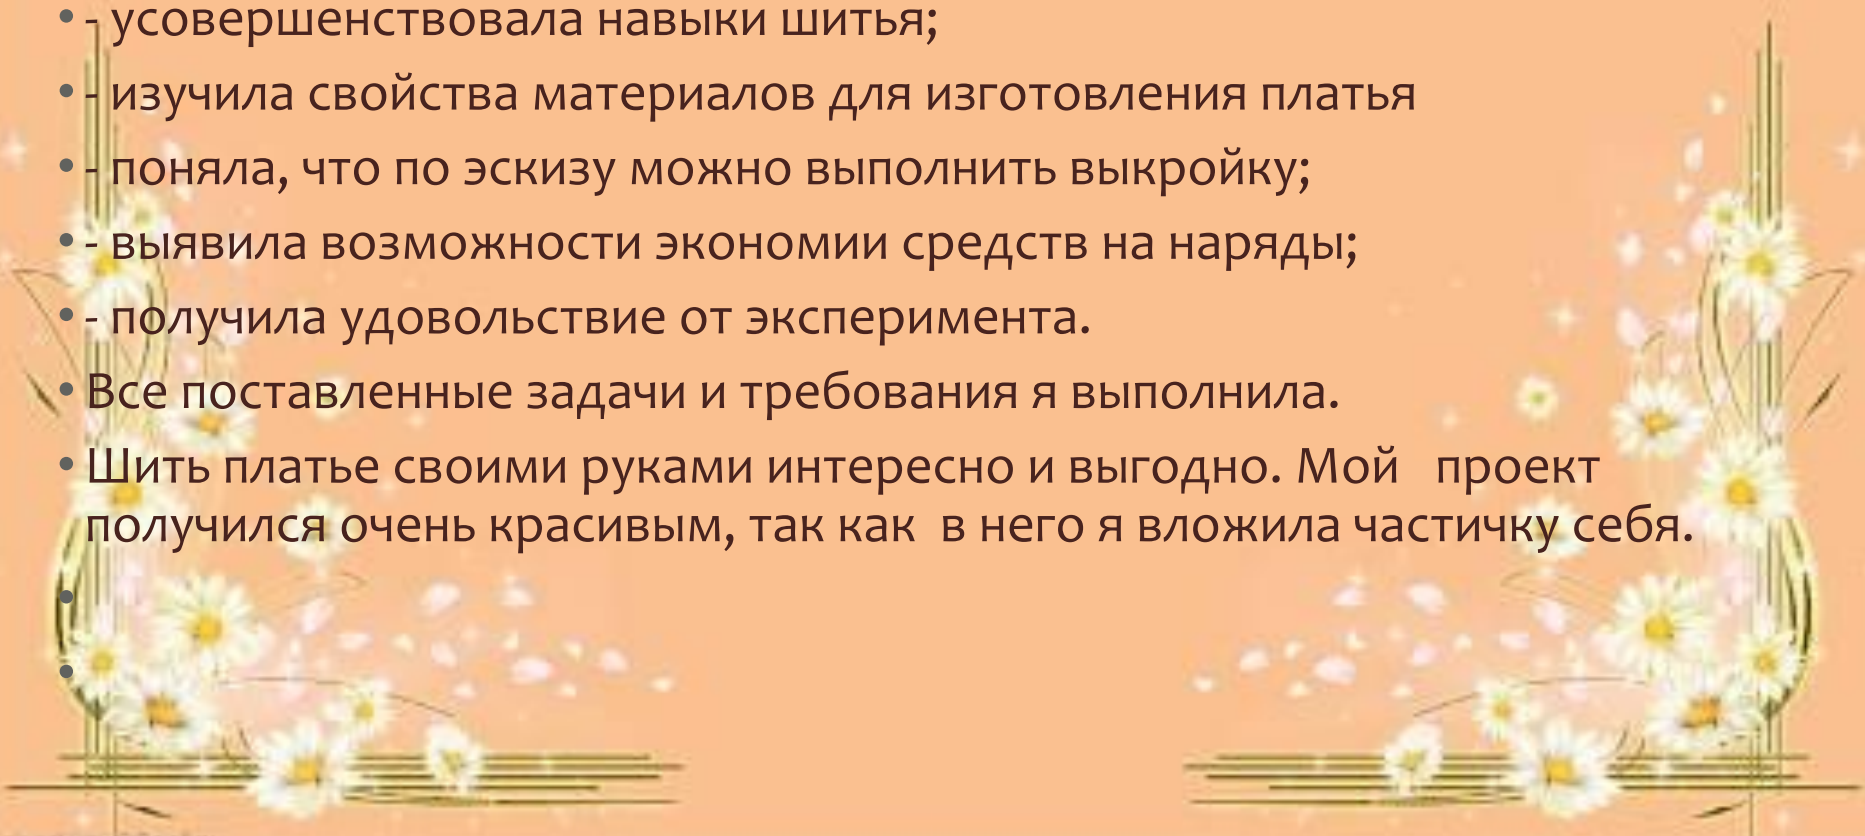 • - усовершенствовала навыки шитья;
• - изучила свойства материалов для изготовления платья
• - поняла, что по эскизу можно выполнить выкройку;
• - выявила возможности экономии средств на наряды;
• - получила удовольствие от эксперимента.
• Все поставленные задачи и требования я выполнила.
• Шить платье своими руками интересно и выгодно. Мой   проект
получился очень красивым, так как  в него я вложила частичку себя.
•
•